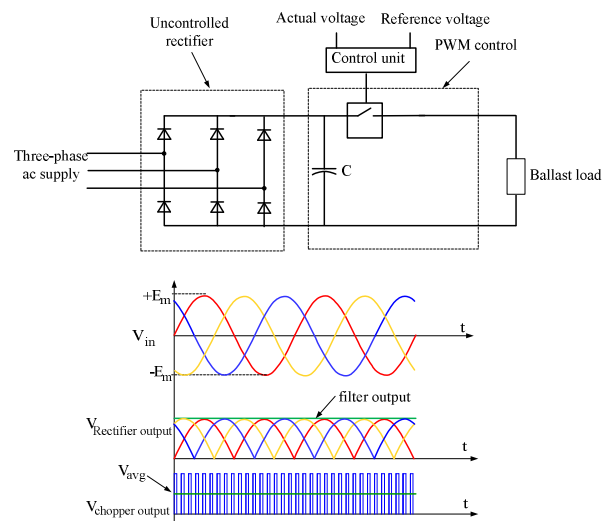 Uncontrolled
rectifier
Actual voltage
Reference voltage
PWM control
Control unit
Three-phase
ac supply
C
Ballast load
+Em
Vin
-Em
t
filter output
VRectifier output
t
Vavg
Vchopper output
t